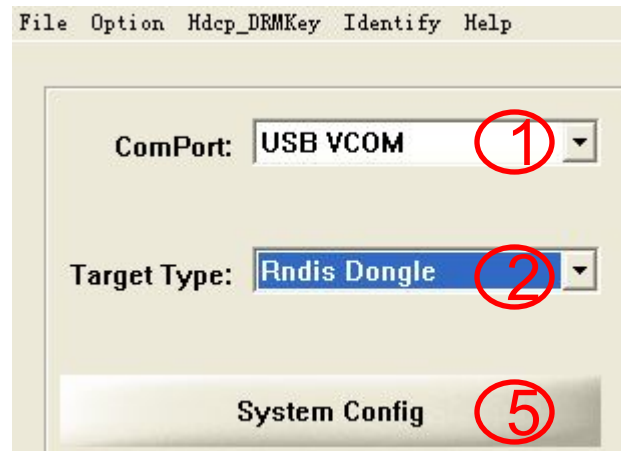 File Option Hdcp_DRMKey Identify Help
ComPort: USB VCOM 1
Target Type: Rndis Dongle 2
System Config 5